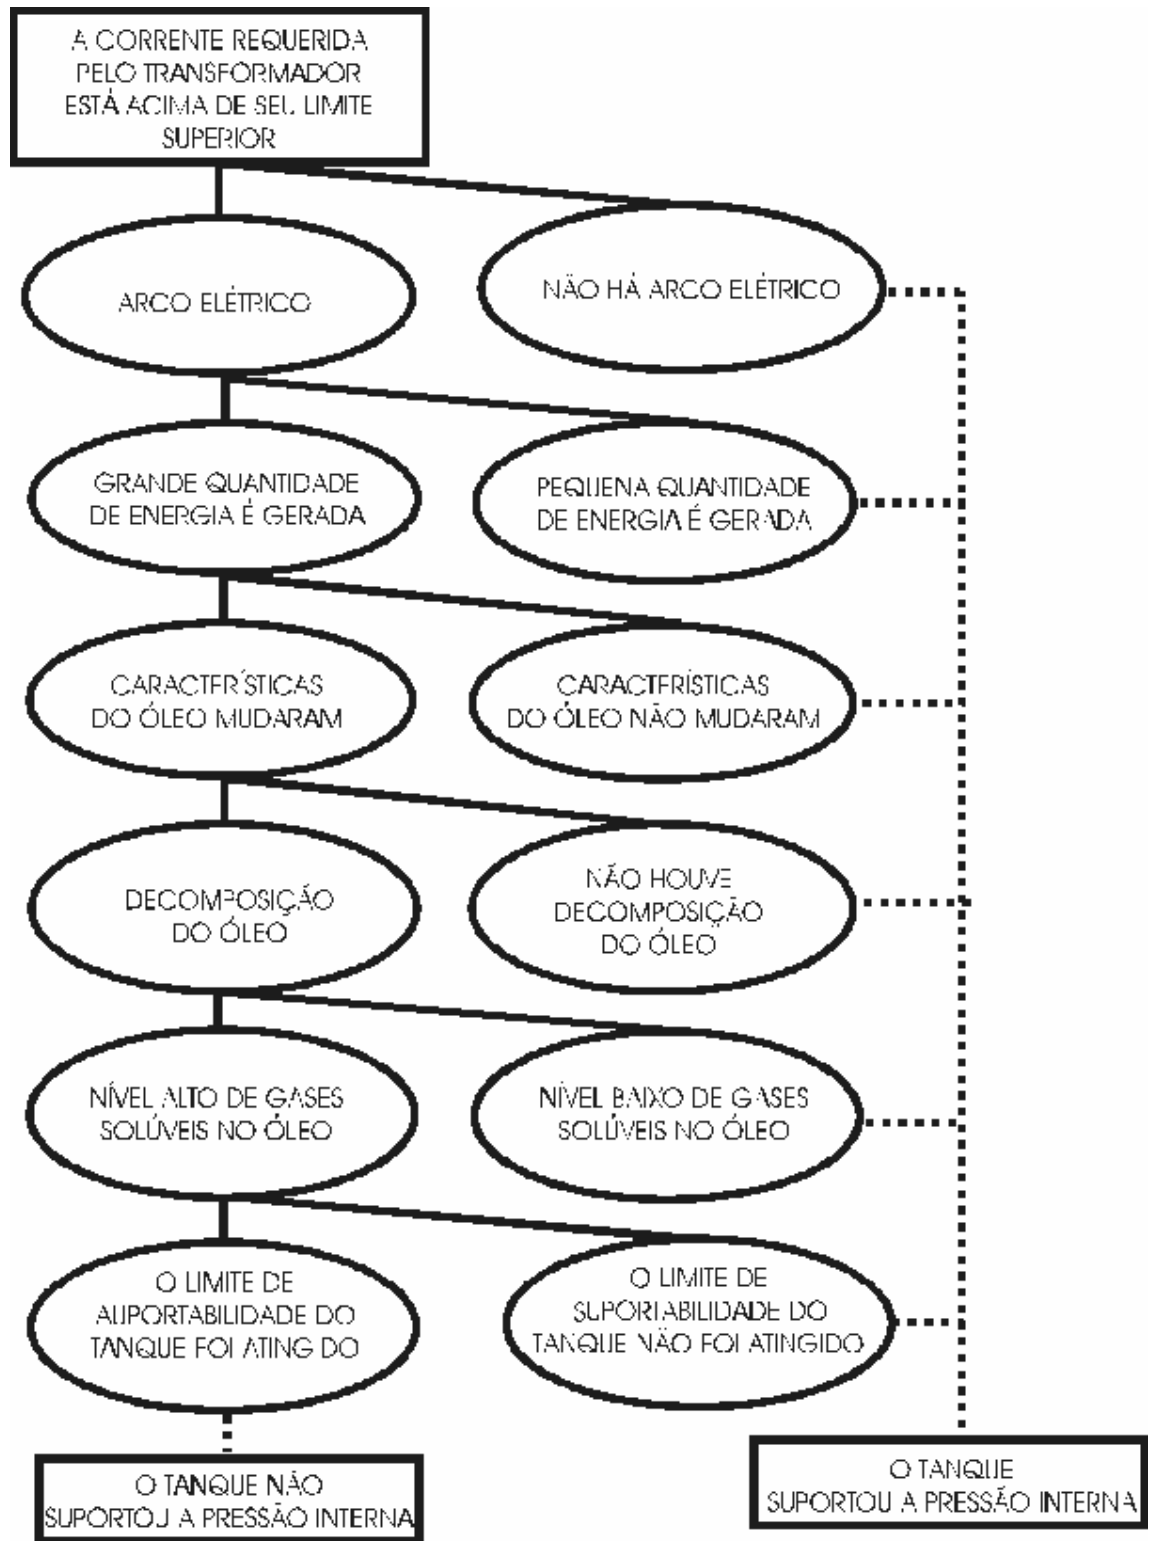 A CORRENTE REQUERIDA
PELO TRANSFORMADOR
ESTÁ ACIMA DE SEU LIMITE
SUPERIOR
ARCO ELÉTRICO
NÃO HÁ ARCO ELÉTRICO
GRANDE QUANTIDADE
DE ENERGIA É GERADA
PEQUENA QUANTIDADE
DE ENERGIA É GERADA
CARACTERÍSTICAS
DO ÓLEO MUDARAM
CARACTERÍSTICAS
DO ÓLEO NÃO MUDARAM
DECOMPOSIÇÃO
DO ÓLEO
NÃO HOUVE
DECOMPOSIÇÃO
DO ÓLEO
NÍVEL ALTO DE GASES
SOLÚVEIS NO ÓLEO
NÍVEL BAIXO DE GASES
SOLÚVEIS NO ÓLEO
O LIMITE DE
AUPORTABILIDADE DO
TANQUE FOI ATINGIDO
O LIMITE DE
SUPORTABILIDADE DO
TANQUE NÃO FOI ATINGIDO
O TANQUE NÃO
SUPORTOU A PRESSÃO INTERNA
O TANQUE
SUPORTOU A PRESSÃO INTERNA